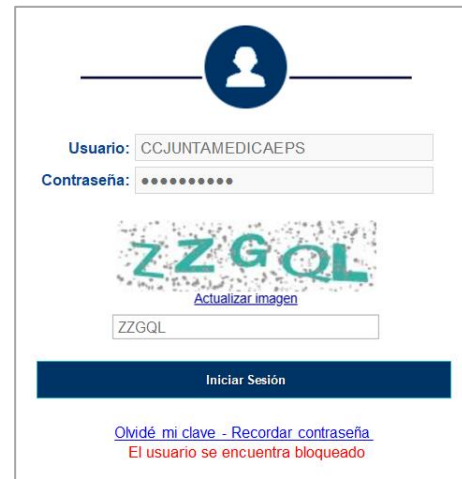 Usuario: CCJUNTAMEDICAEPS
Contraseña: ●●●●●●●●●●
ZZGQL
Actualizar imagen
ZZGQL
Iniciar Sesión
Olvidé mi clave - Recordar contraseña
El usuario se encuentra bloqueado